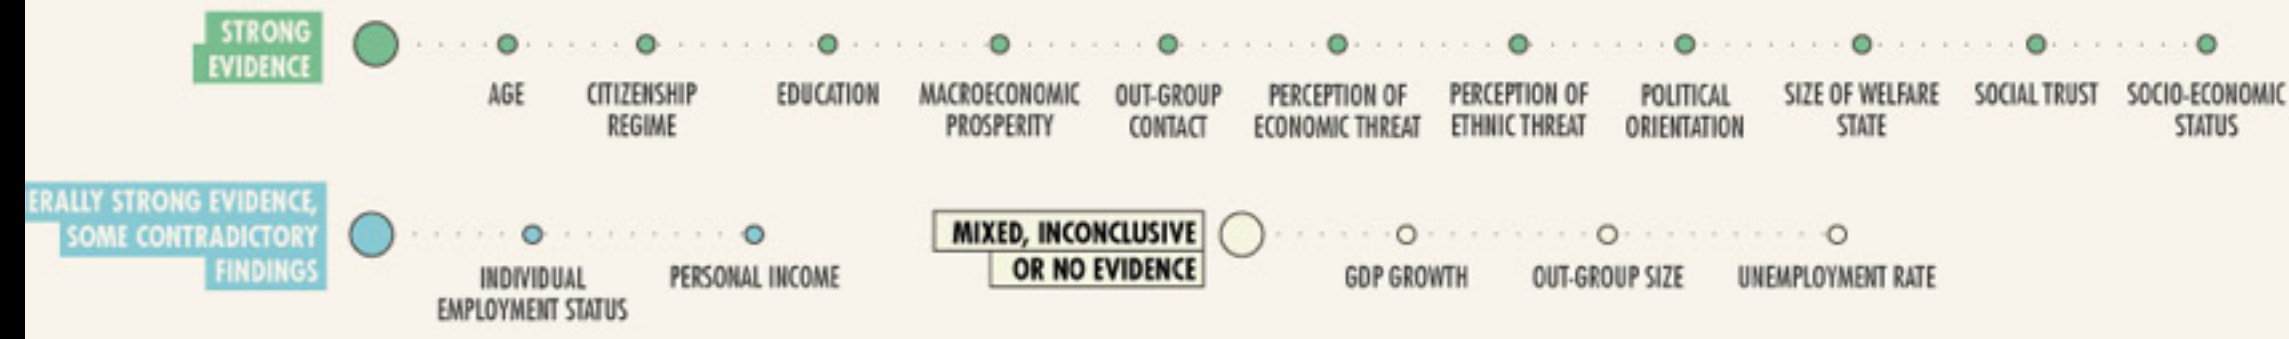 STRONG
EVIDENCE
AGE
CITIZENSHIP
REGIME
EDUCATION
MACROECONOMIC
PROSPERITY
OUT-GROUP
CONTACT
PERCEPTION OF
ECONOMIC THREAT
PERCEPTION OF
ETHNIC THREAT
POLITICAL
ORIENTATION
SIZE OF WELFARE
STATE
SOCIAL TRUST
SOCIO-ECONOMIC
STATUS
ERALLY STRONG EVIDENCE,
SOME CONTRADICTORY
FINDINGS
INDIVIDUAL
EMPLOYMENT STATUS
PERSONAL INCOME
MIXED, INCONCLUSIVE
OR NO EVIDENCE
GDP GROWTH
OUT-GROUP SIZE
UNEMPLOYMENT RATE